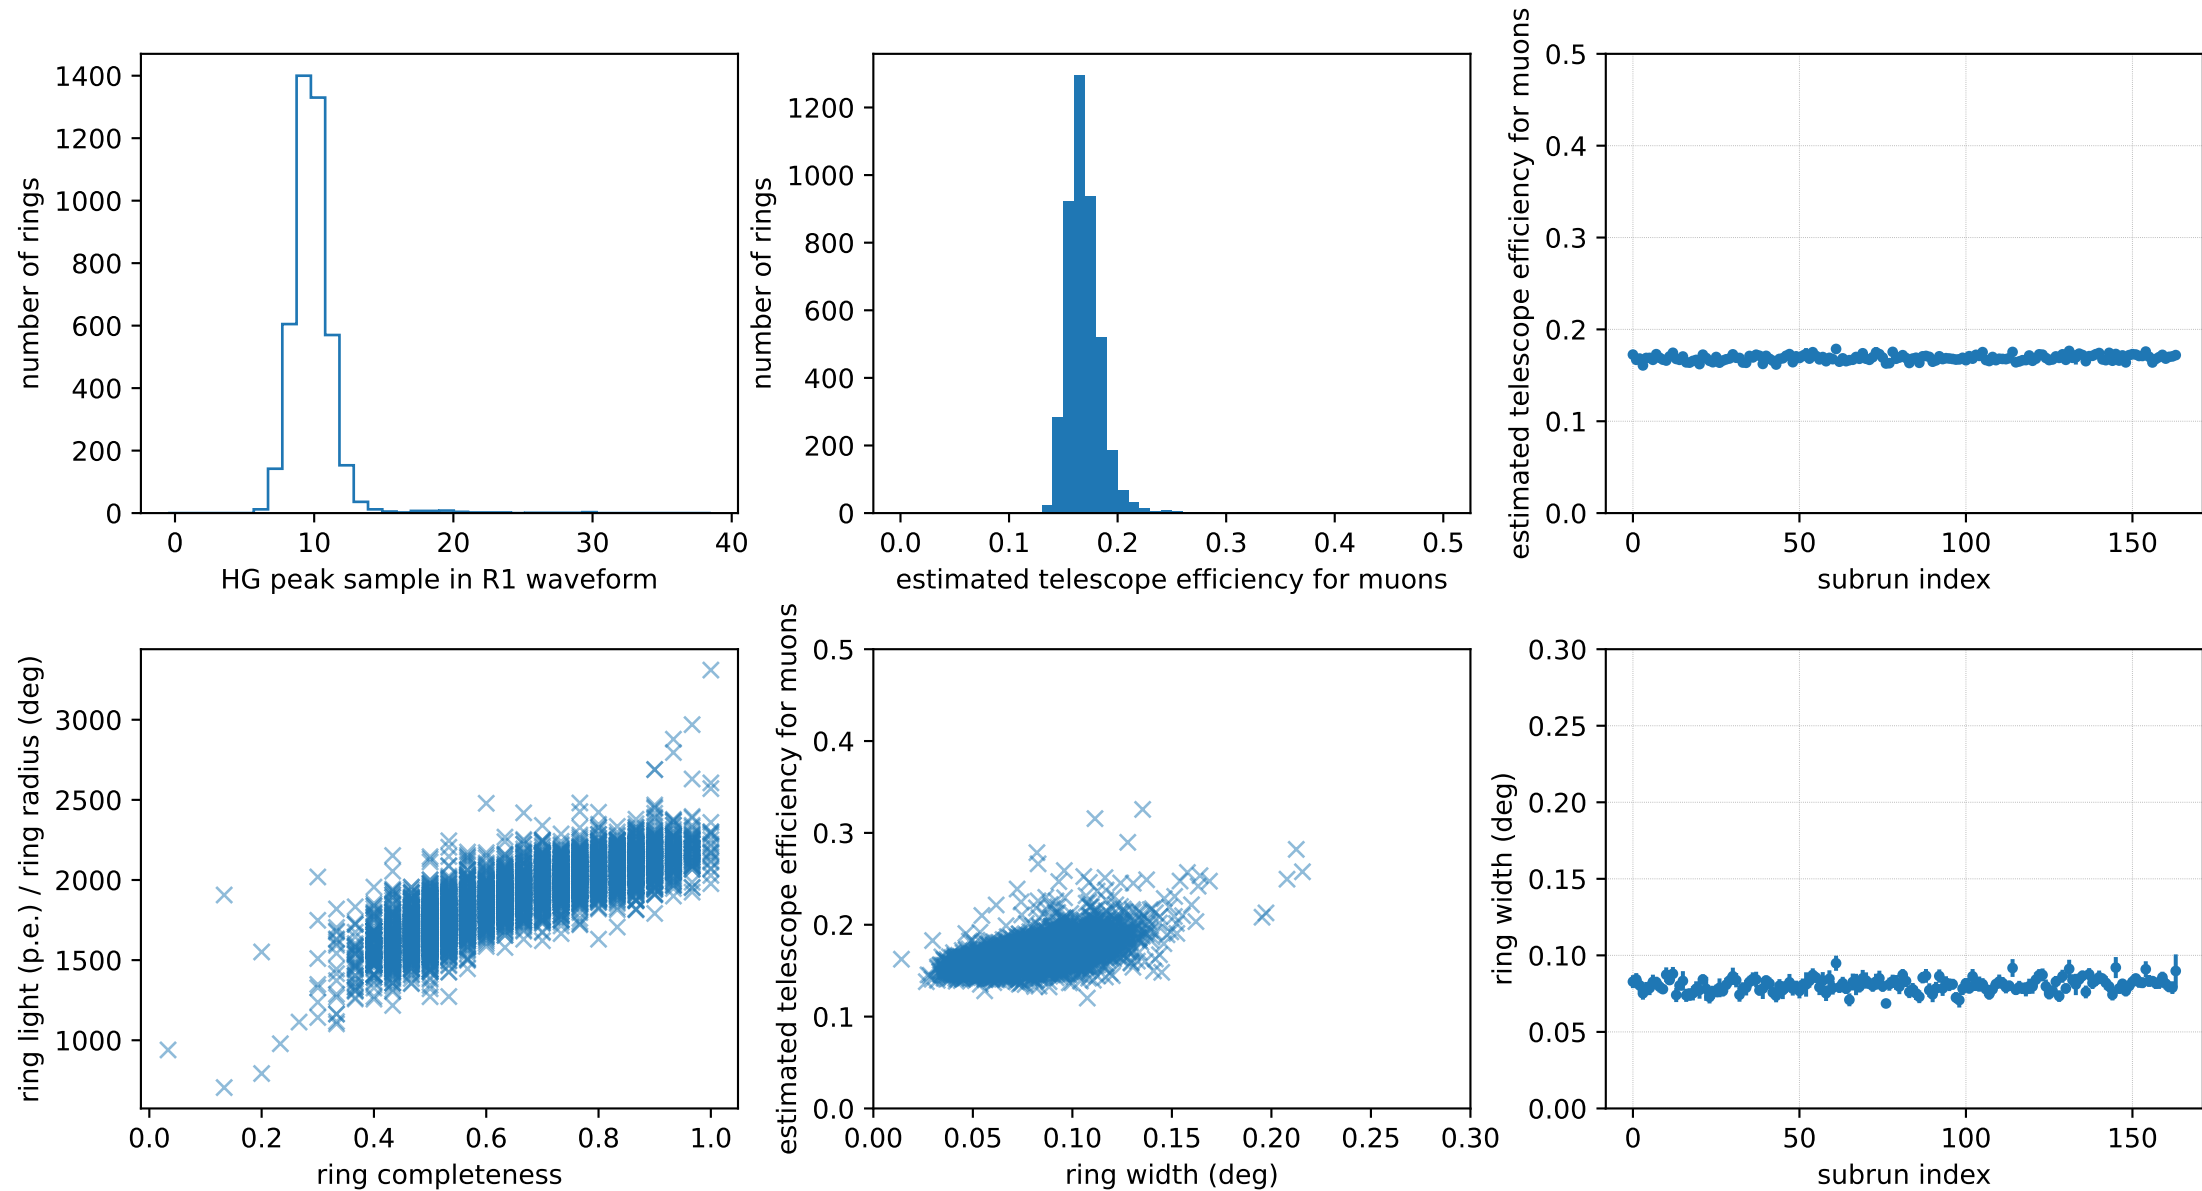 number of rings
1400
1200
1000
800
600
400
200
0
0 10 20 30 40
HG peak sample in R1 waveform
number of rings
1200
1000
800
600
400
200
0
0.0 0.1 0.2 0.3 0.4 0.5
estimated telescope efficiency for muons
estimated telescope efficiency for muons
0.5
0.4
0.3
0.2
0.1
0.0
0 50 100 150
subrun index
ring light (p.e.) / ring radius (deg)
3000
2500
2000
1500
1000
0.0 0.2 0.4 0.6 0.8 1.0
ring completeness
estimated telescope efficiency for muons
0.5
0.4
0.3
0.2
0.1
0.0
0.00 0.05 0.10 0.15 0.20 0.25 0.30
ring width (deg)
ring width (deg)
0.30
0.25
0.20
0.15
0.10
0.05
0.00
0 50 100 150
subrun index